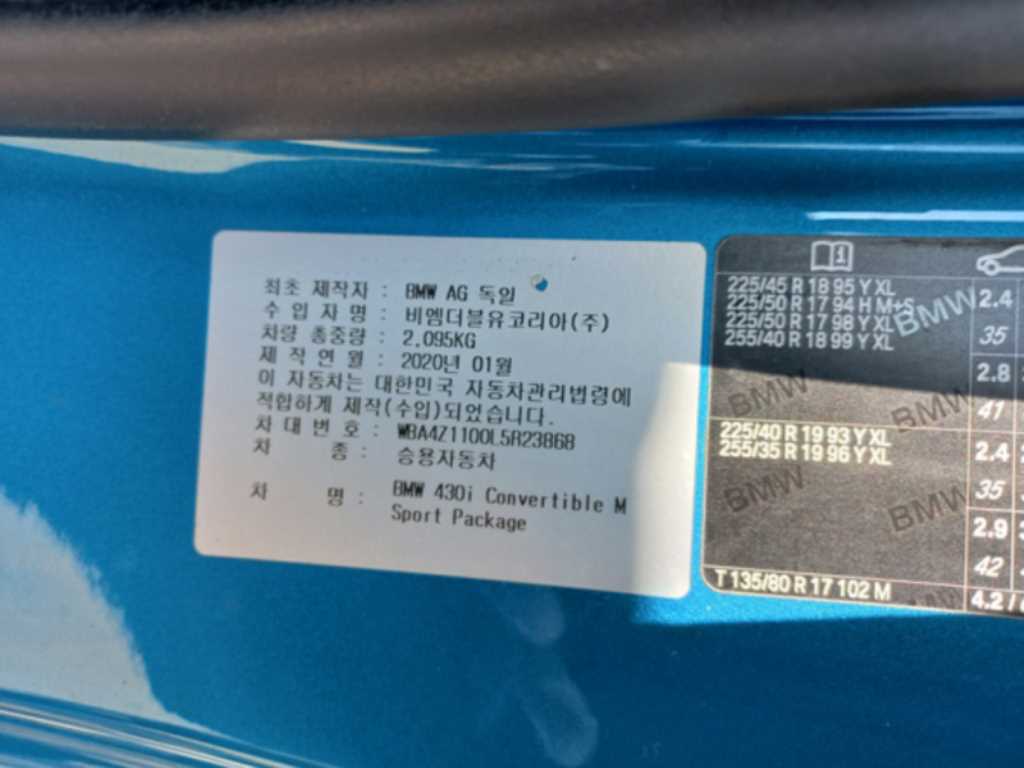 최초 제작자 : BMW AG 독일
수 입 자 명 : 비엠더블유코리아(주)
차량 총중량 : 2,095KG
제 작 연 월 : 2020년 01월
이 자동차는 대한민국 자동차관리법령에
적합하게 제작(수입)되었습니다.
차 대 번 호 : WBA4Z1100L5R23868
차 종 : 승용자동차
차 명 : BMW 430i Convertible M
Sport Package
i
225/45 R 18 95 Y XL
225/50 R 17 94 H M+S
225/50 R 17 98 Y XL
255/40 R 18 99 Y XL
2.4
35
2.8
41
225/40 R 19 93 Y XL
255/35 R 19 96 Y XL
2.4
35
2.9
42
T 135/80 R 17 102 M
4.2 /
BMW
BMW
BMW
BMW
BMW